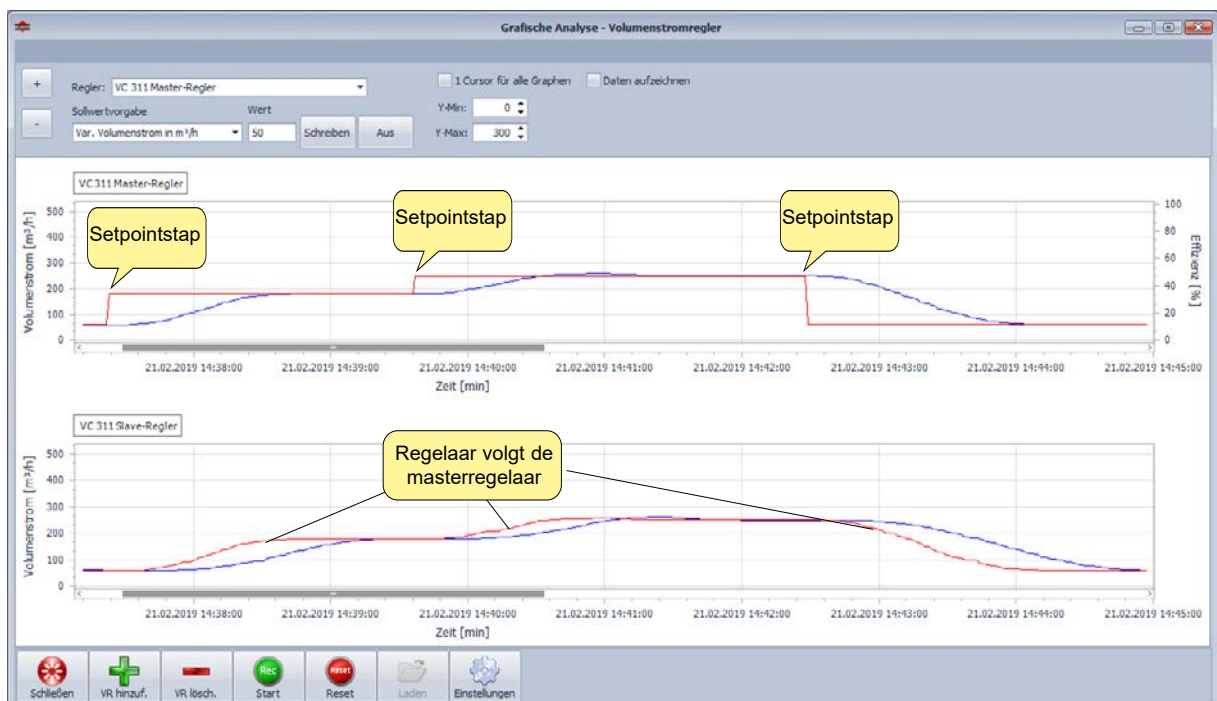 Grafische Analyse - Volumenstromregler
+
Regler: VC 311 Master-Regler
1 Cursor für alle Graphen
Daten aufzeichnen
-
Sollwertvorgabe
Wert
Y-Min: 0
Var. Volumenstrom in m³/h
50
Schreiben
Aus
Y-Max: 300
VC 311 Master-Regler
Volumenstrom [m³/h]
500
400
300
200
100
0
Setpointstap
Setpointstap
Setpointstap
100
80
60
40
20
0
Effizienz [%]
21.02.2019 14:38:00
21.02.2019 14:39:00
21.02.2019 14:40:00
21.02.2019 14:41:00
21.02.2019 14:42:00
21.02.2019 14:43:00
21.02.2019 14:44:00
21.02.2019 14:45:00
Zeit [min]
VC 311 Slave-Regler
Volumenstrom [m³/h]
500
400
300
200
100
0
Regelaar volgt de
masterregelaar
21.02.2019 14:38:00
21.02.2019 14:39:00
21.02.2019 14:40:00
21.02.2019 14:41:00
21.02.2019 14:42:00
21.02.2019 14:43:00
21.02.2019 14:44:00
21.02.2019 14:45:00
Zeit [min]
Rec
Reset
Schließen
VR hinzuf.
VR lösch.
Start
Reset
Laden
Einstellungen